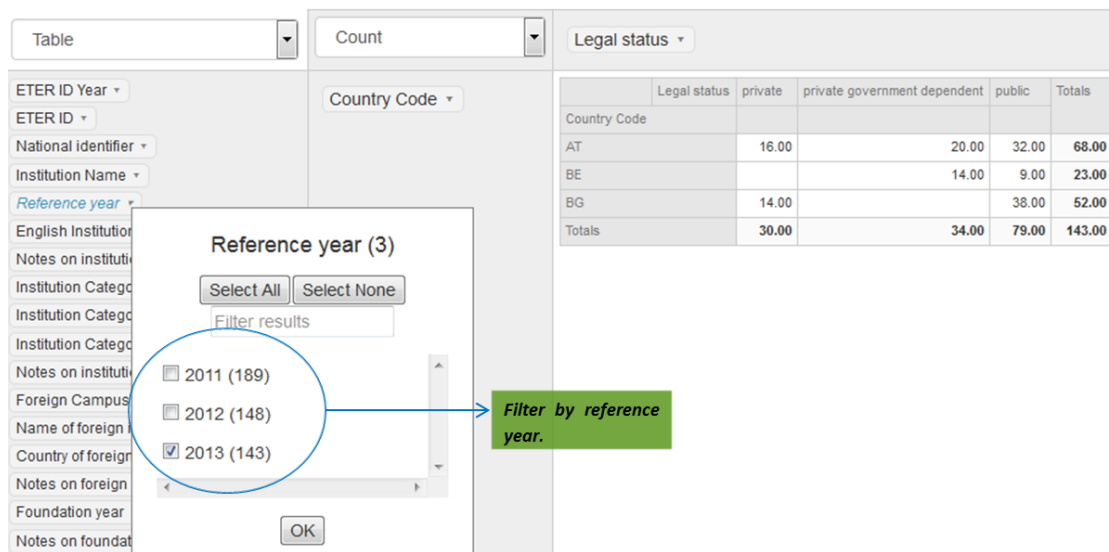 Table
Count
Legal status
ETER ID Year
ETER ID
National identifier
Institution Name
Reference year
English Institution
Notes on instituti
Institution Catego
Institution Catego
Institution Catego
Notes on instituti
Foreign Campus
Name of foreign i
Country of foreign
Notes on foreign
Foundation year
Notes on foundat
Country Code
Legal status private private government dependent public Totals
Country Code
AT 16.00 20.00 32.00 68.00
BE 14.00 9.00 23.00
BG 14.00 38.00 52.00
Totals 30.00 34.00 79.00 143.00
Reference year (3)
Select All Select None
Filter results
2011 (189)
2012 (148)
2013 (143)
OK
Filter by reference
year.